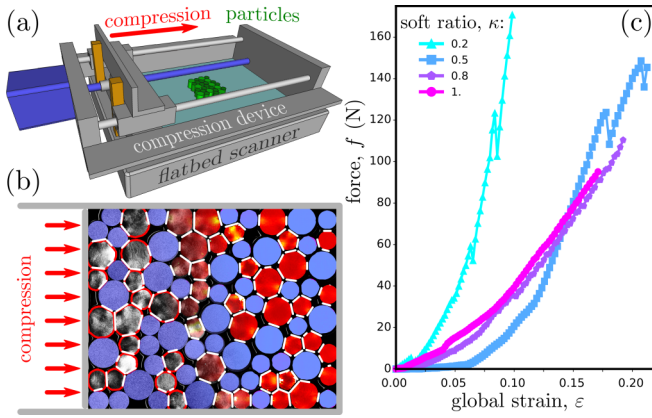 (a)
compression
particles
compression device
flatbed scanner
(b)
compression
(c)
soft ratio, κ:
0.2
0.5
0.8
1.
force, f (N)
160
140
120
100
80
60
40
20
0
0.00
0.05
0.10
0.15
0.20
global strain, ε